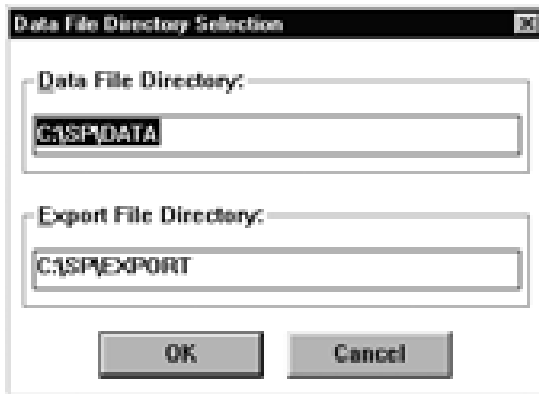 Data File Directory Selection
Data File Directory:
C:\SP\DATA
Export File Directory:
C:\SP\EXPORT
OK
Cancel